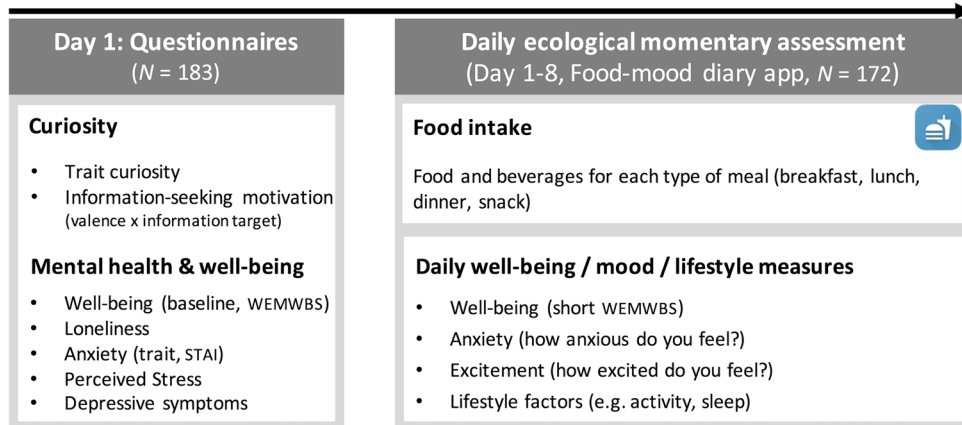 Day 1: Questionnaires
(N = 183)
Curiosity
• Trait curiosity
• Information-seeking motivation
(valence x information target)
Mental health & well-being
• Well-being (baseline, WEMWBS)
• Loneliness
• Anxiety (trait, STAI)
• Perceived Stress
• Depressive symptoms
Daily ecological momentary assessment
(Day 1-8, Food-mood diary app, N = 172)
Food intake
Food and beverages for each type of meal (breakfast, lunch,
dinner, snack)
Daily well-being / mood / lifestyle measures
• Well-being (short WEMWBS)
• Anxiety (how anxious do you feel?)
• Excitement (how excited do you feel?)
• Lifestyle factors (e.g. activity, sleep)